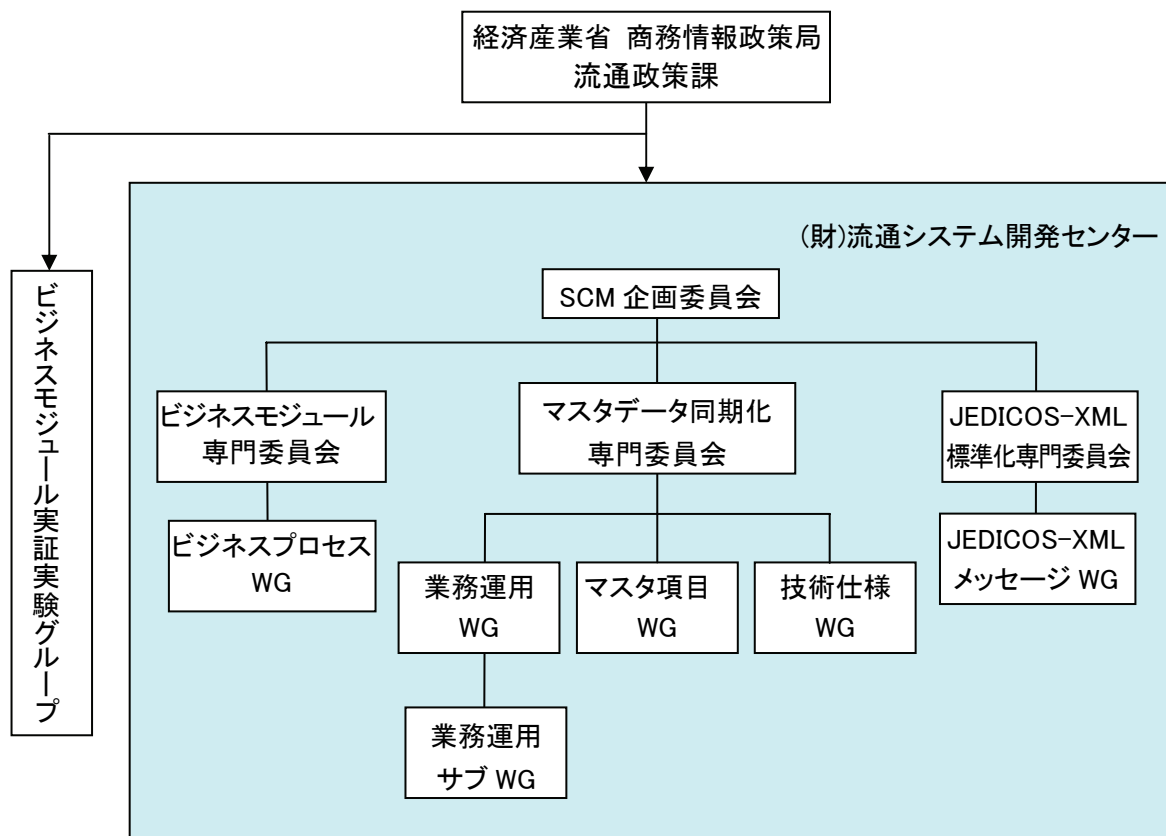 経済産業省 商務情報政策局
流通政策課
(財)流通システム開発センター
ビジネスモジュール実証実験グループ
SCM 企画委員会
ビジネスモジュール
専門委員会
マスタデータ同期化
専門委員会
JEDICOS-XML
標準化専門委員会
ビジネスプロセス
WG
業務運用
WG
マスタ項目
WG
技術仕様
WG
JEDICOS-XML
メッセージ WG
業務運用
サブ WG